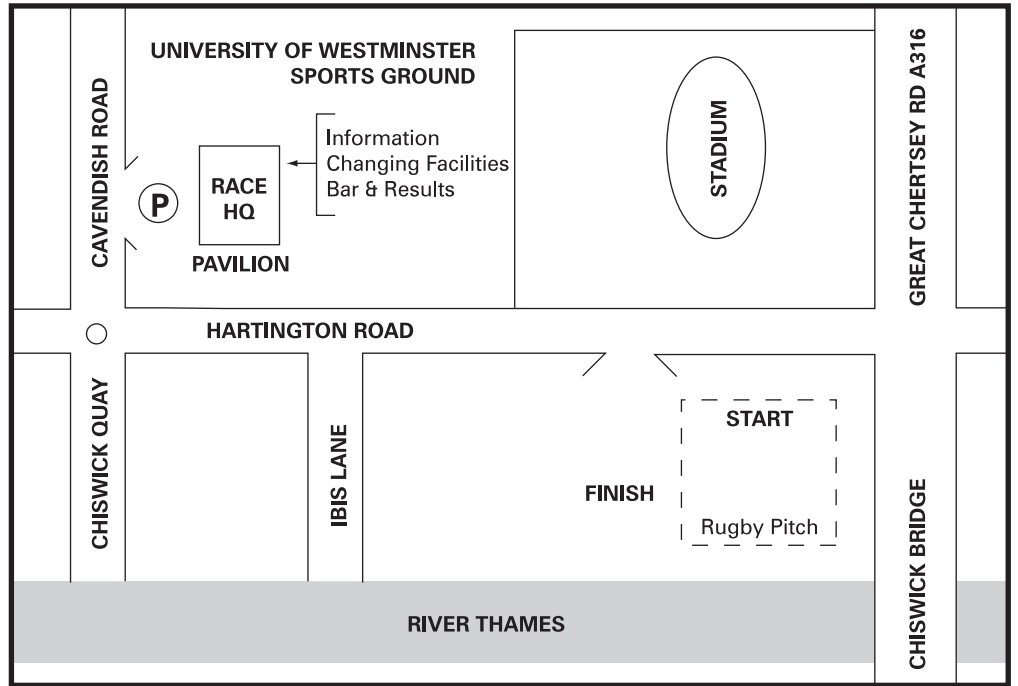 UNIVERSITY OF WESTMINSTER
SPORTS GROUND
CAVENDISH ROAD
P
RACE
HQ
PAVILION
Information
Changing Facilities
Bar & Results
STADIUM
GREAT CHERTSEY RD A316
HARTINGTON ROAD
CHISWICK QUAY
IBIS LANE
FINISH
START
Rugby Pitch
CHISWICK BRIDGE
RIVER THAMES